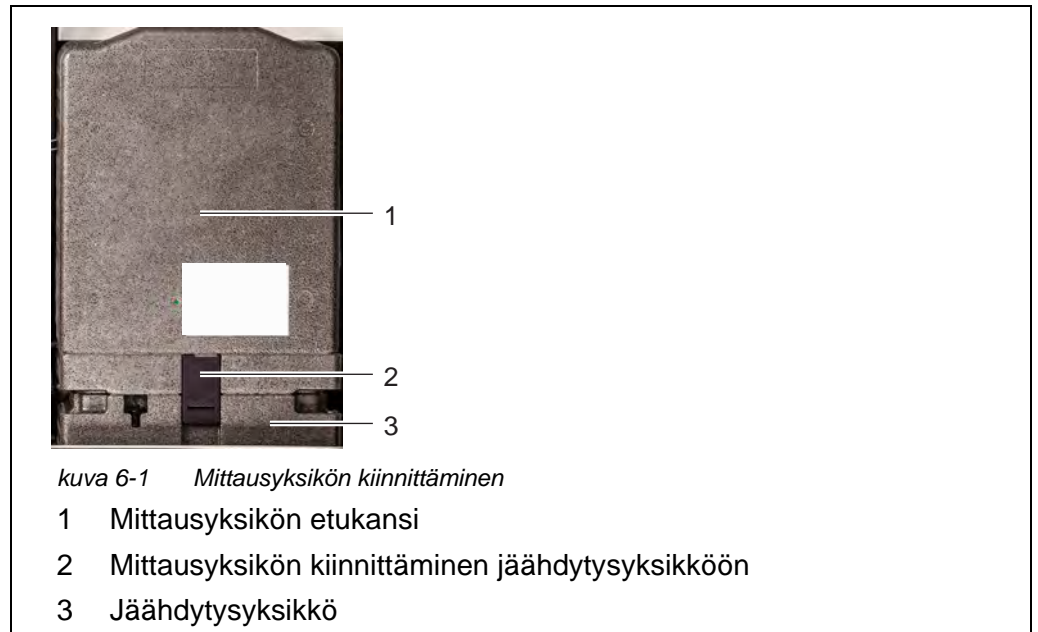 1
2
3
kuva 6-1 Mittausyksikön kiinnittäminen
1 Mittausyksikön etukansi
2 Mittausyksikön kiinnittäminen jäähdytysyksikköön
3 Jäähdytysyksikkö